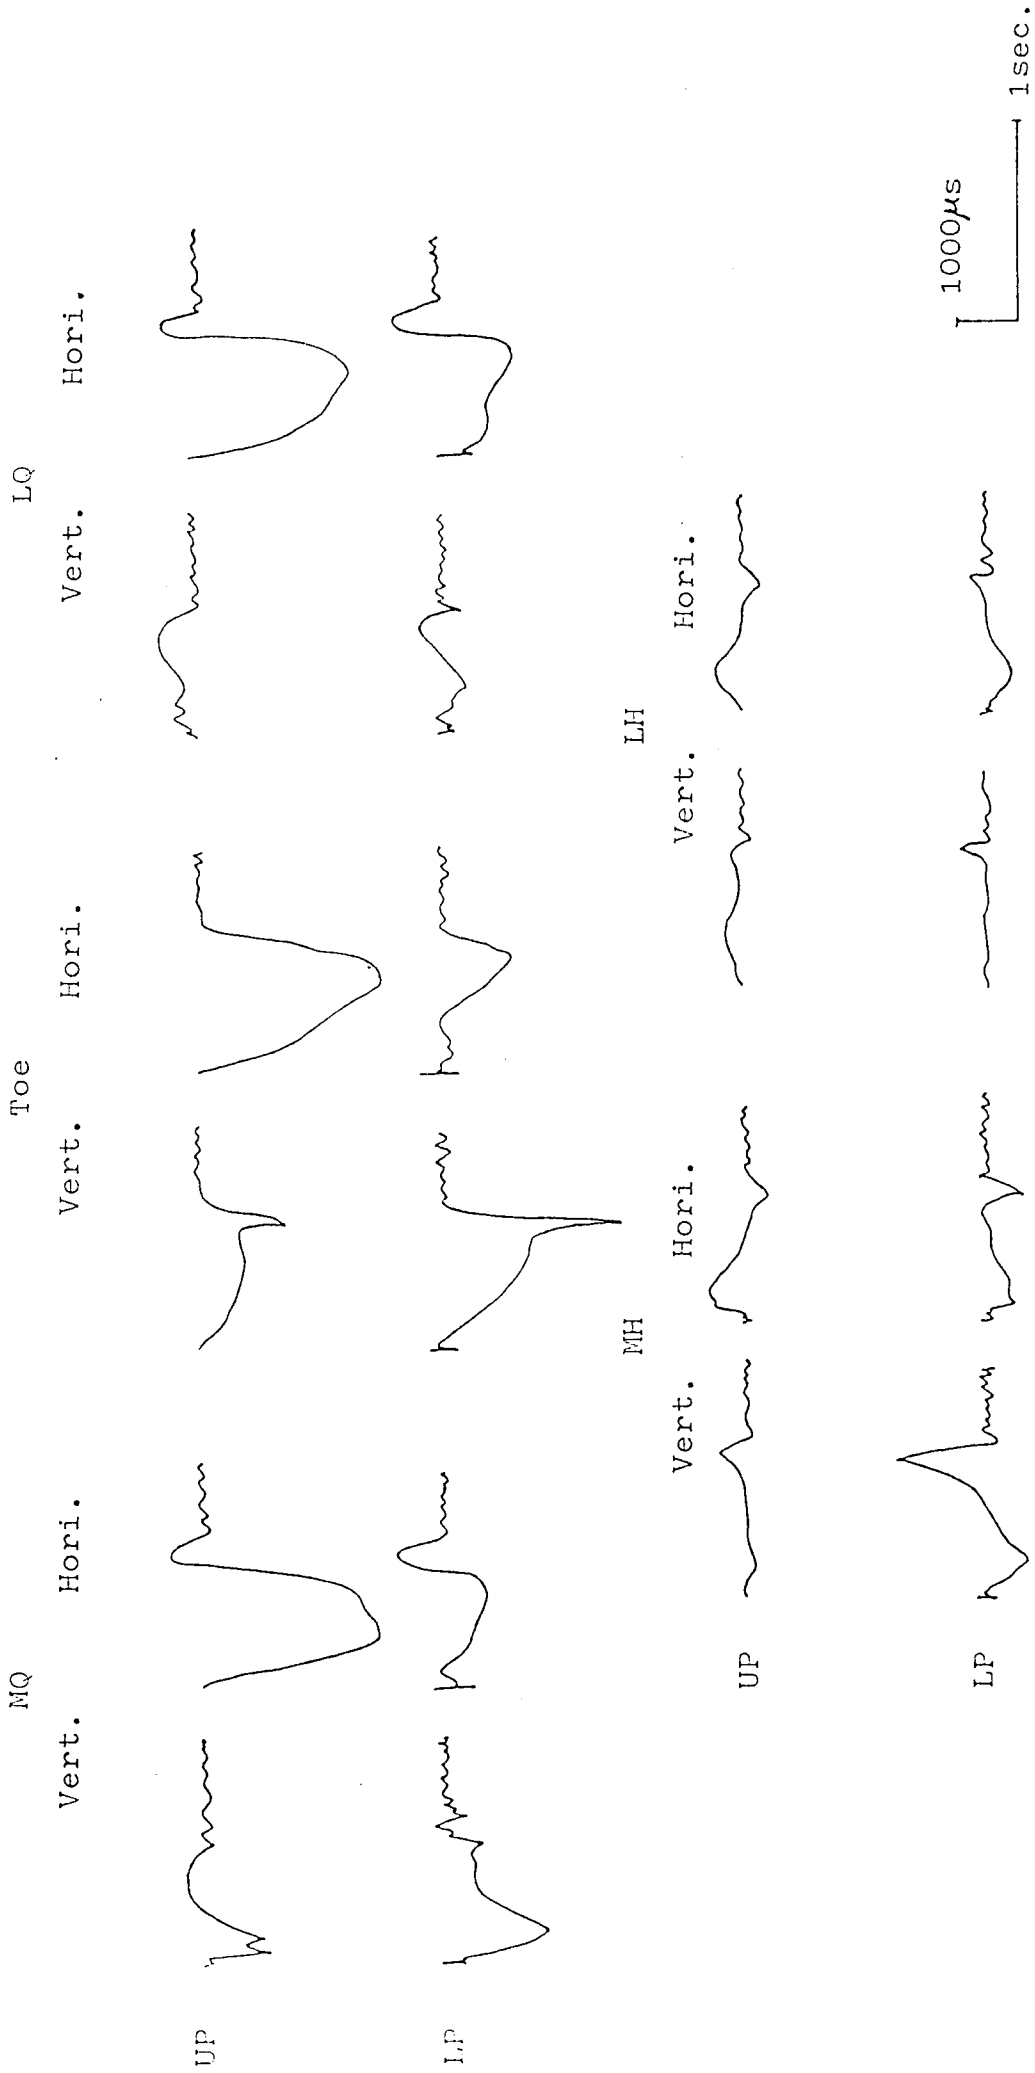 MQ Toe LQ
Vert. Hori. Vert. Hori. Vert. Hori.
UP
LP
MH LH
Vert. Hori. Vert. Hori.
UP
LP
1000μs
1sec.